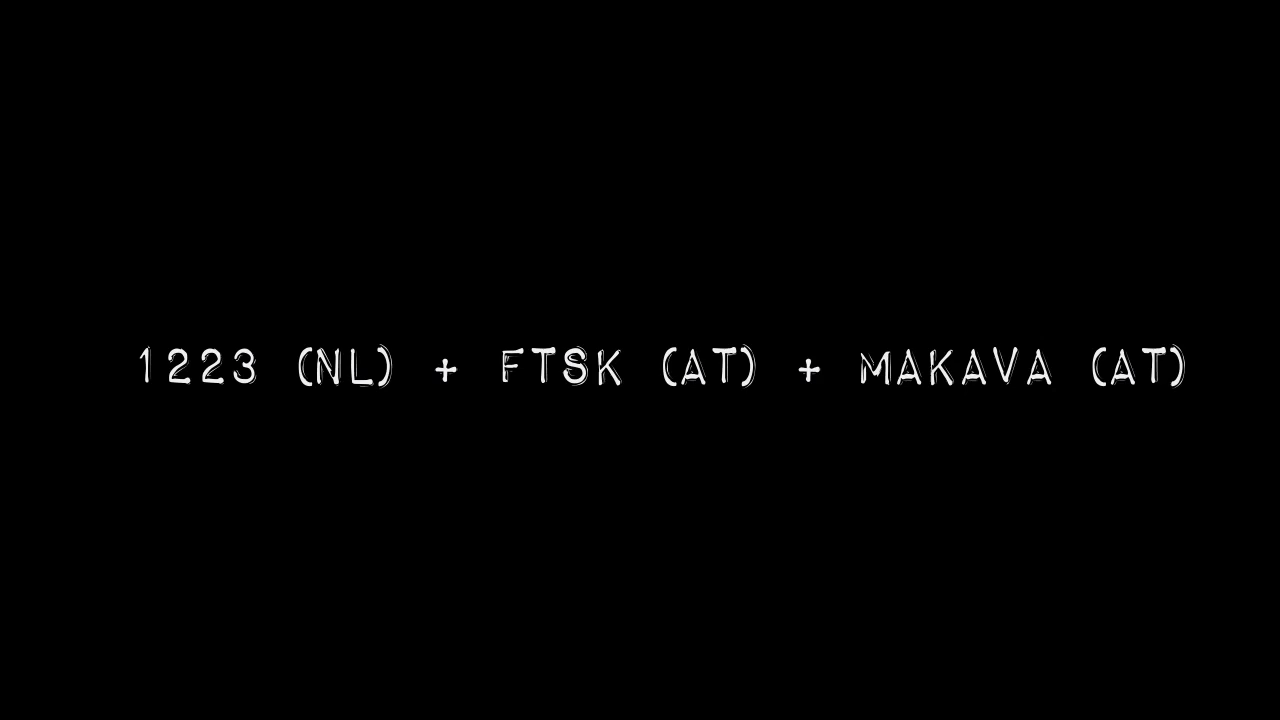 1223 (NL) + FTSK (AT) + MAKAVA (AT)